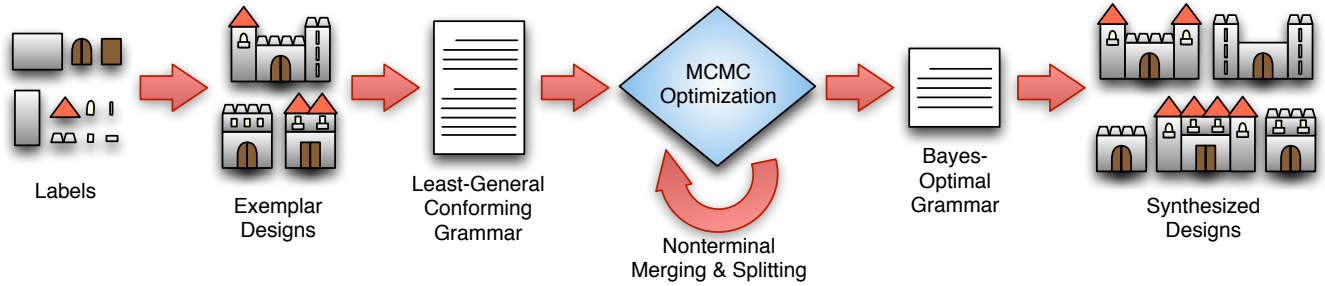 Labels
Exemplar
Designs
Least-General
Conforming
Grammar
MCMC
Optimization
Nonterminal
Merging & Splitting
Bayes-
Optimal
Grammar
Synthesized
Designs